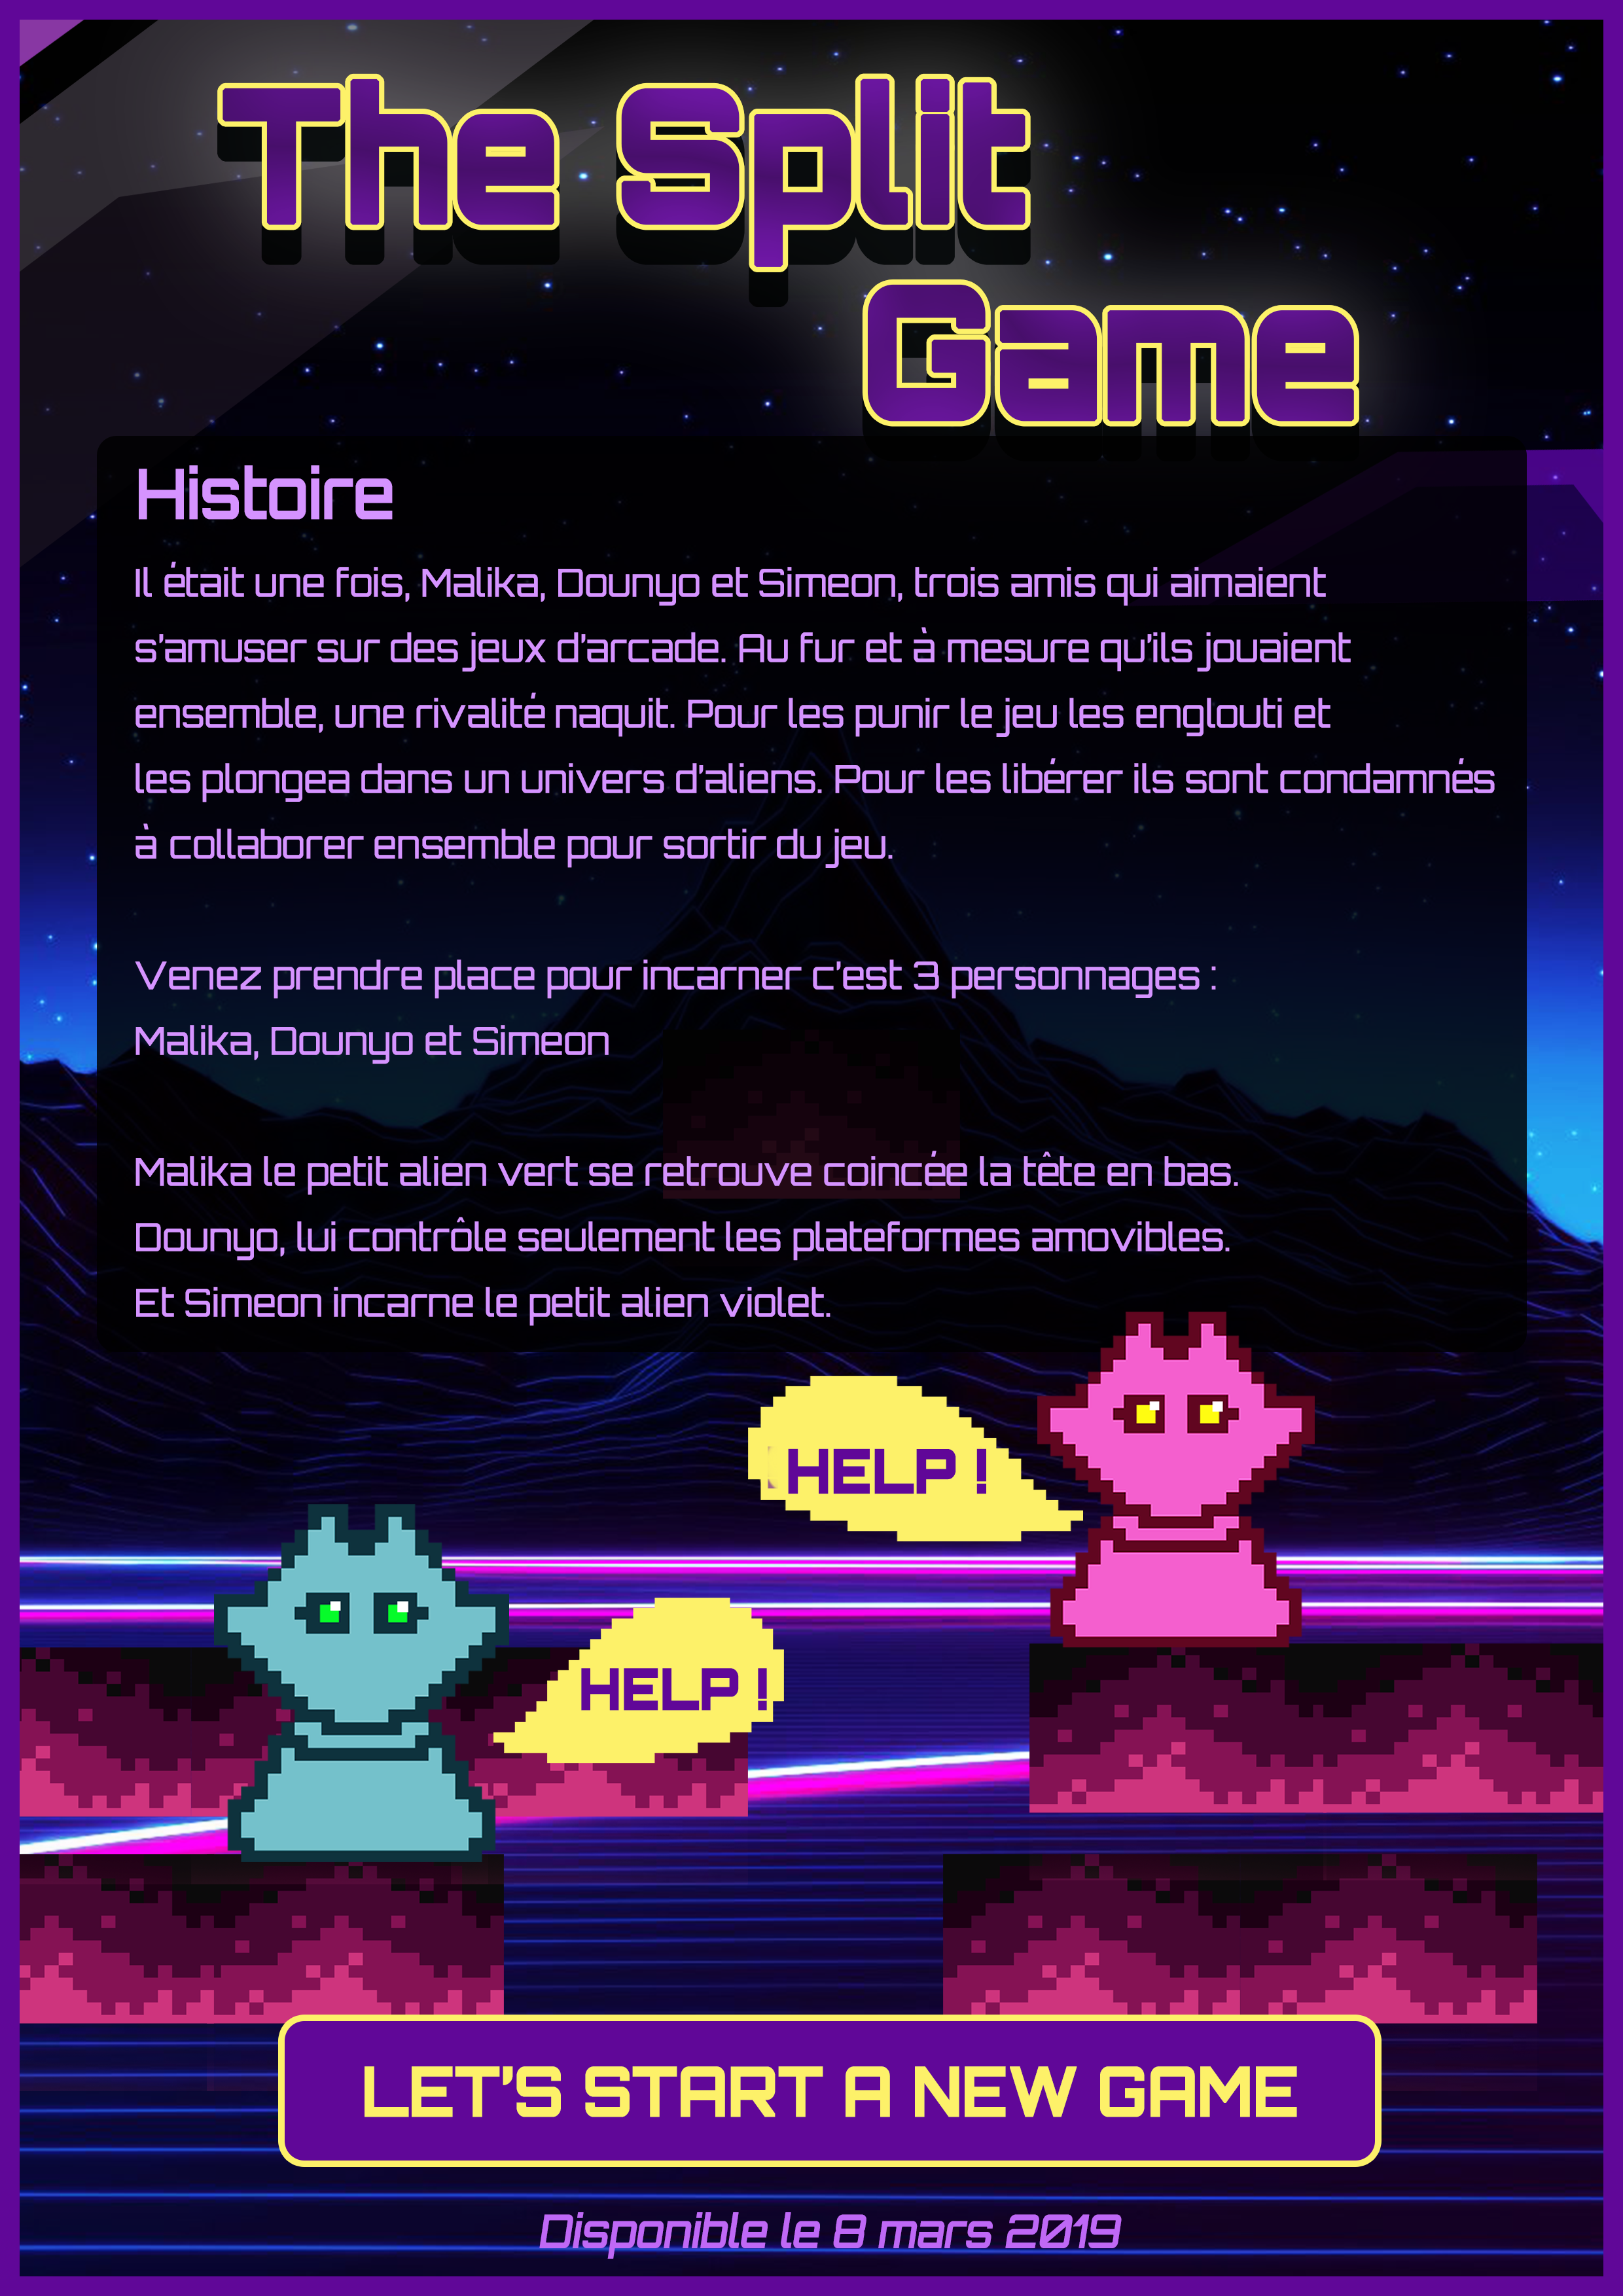 The Split
Game
Histoire
Il était une fois, Malika, Dounyo et Simeon, trois amis qui aimaient
s'amuser sur des jeux d'arcade. Au fur et à mesure qu'ils jouaient
ensemble, une rivalité naquit. Pour les punir le jeu les englouti et
les plongea dans un univers d'aliens. Pour les libérer ils sont condamnés
à collaborer ensemble pour sortir du jeu.
Venez prendre place pour incarner c'est 3 personnages :
Malika, Dounyo et Simeon
Malika le petit alien vert se retrouve coincée la tête en bas.
Dounyo, lui contrôle seulement les plateformes amovibles.
Et Simeon incarne le petit alien violet.
HELP !
HELP !
LET'S START A NEW GAME
Disponible le 8 mars 2019